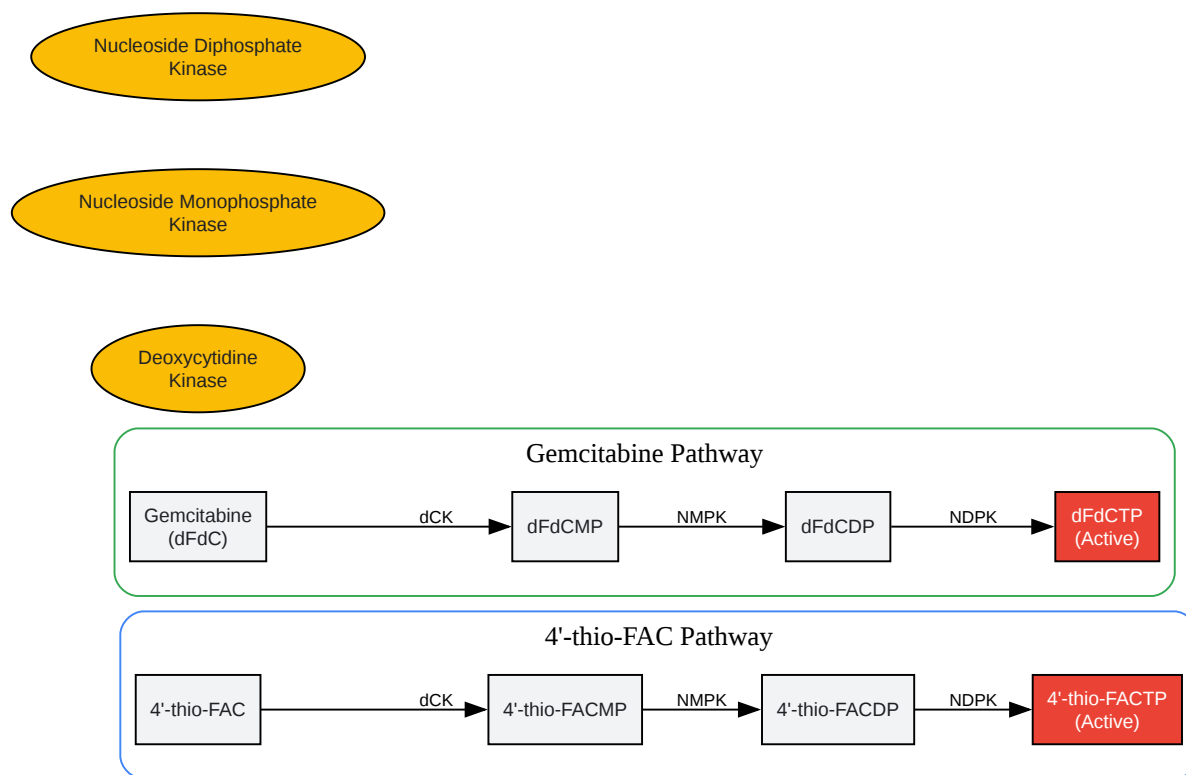 Nucleoside Diphosphate
Kinase
Nucleoside Monophosphate
Kinase
Deoxycytidine
Kinase
Gemcitabine Pathway
Gemcitabine
(dFdC)
dCK
dFdCMP
NMPK
dFdCDP
NDPK
dFdCTP
(Active)
4'-thio-FAC Pathway
4'-thio-FAC
dCK
4'-thio-FACMP
NMPK
4'-thio-FACDP
NDPK
4'-thio-FACTP
(Active)